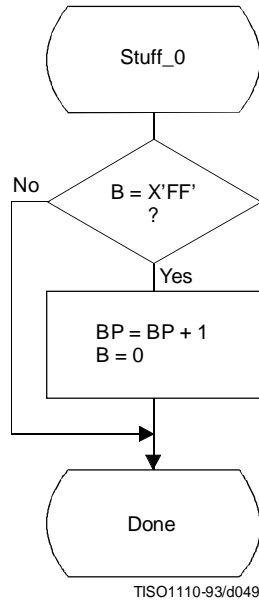 Stuff_0
B = X’FF’
?
No
Yes
BP = BP + 1
B = 0
Done
TISO1110-93/d049